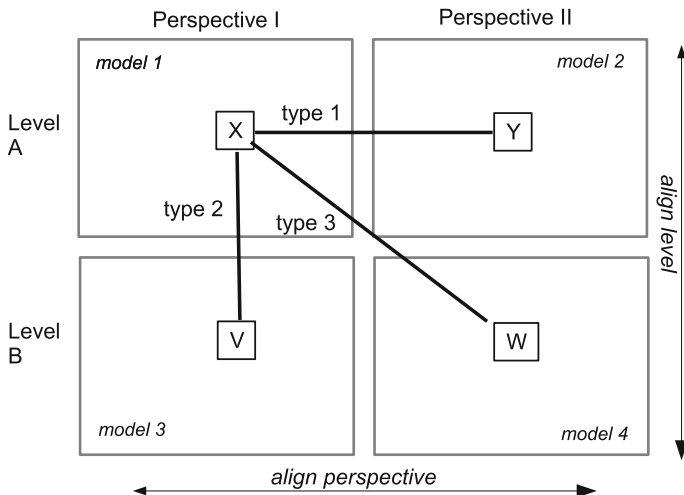 Perspective I
Perspective II
model 1
model 2
Level
A
X
type 1
Y
align level
type 2
type 3
Level
B
V
W
model 3
model 4
align perspective